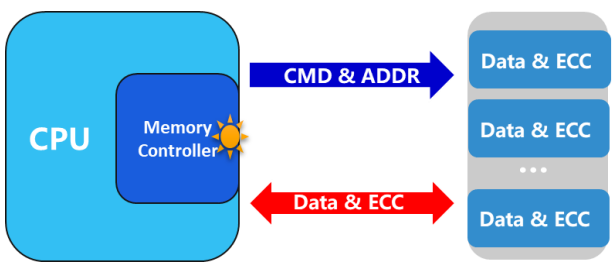 CPU
Memory
Controller
CMD & ADDR
Data & ECC
Data & ECC
Data & ECC
...
Data & ECC